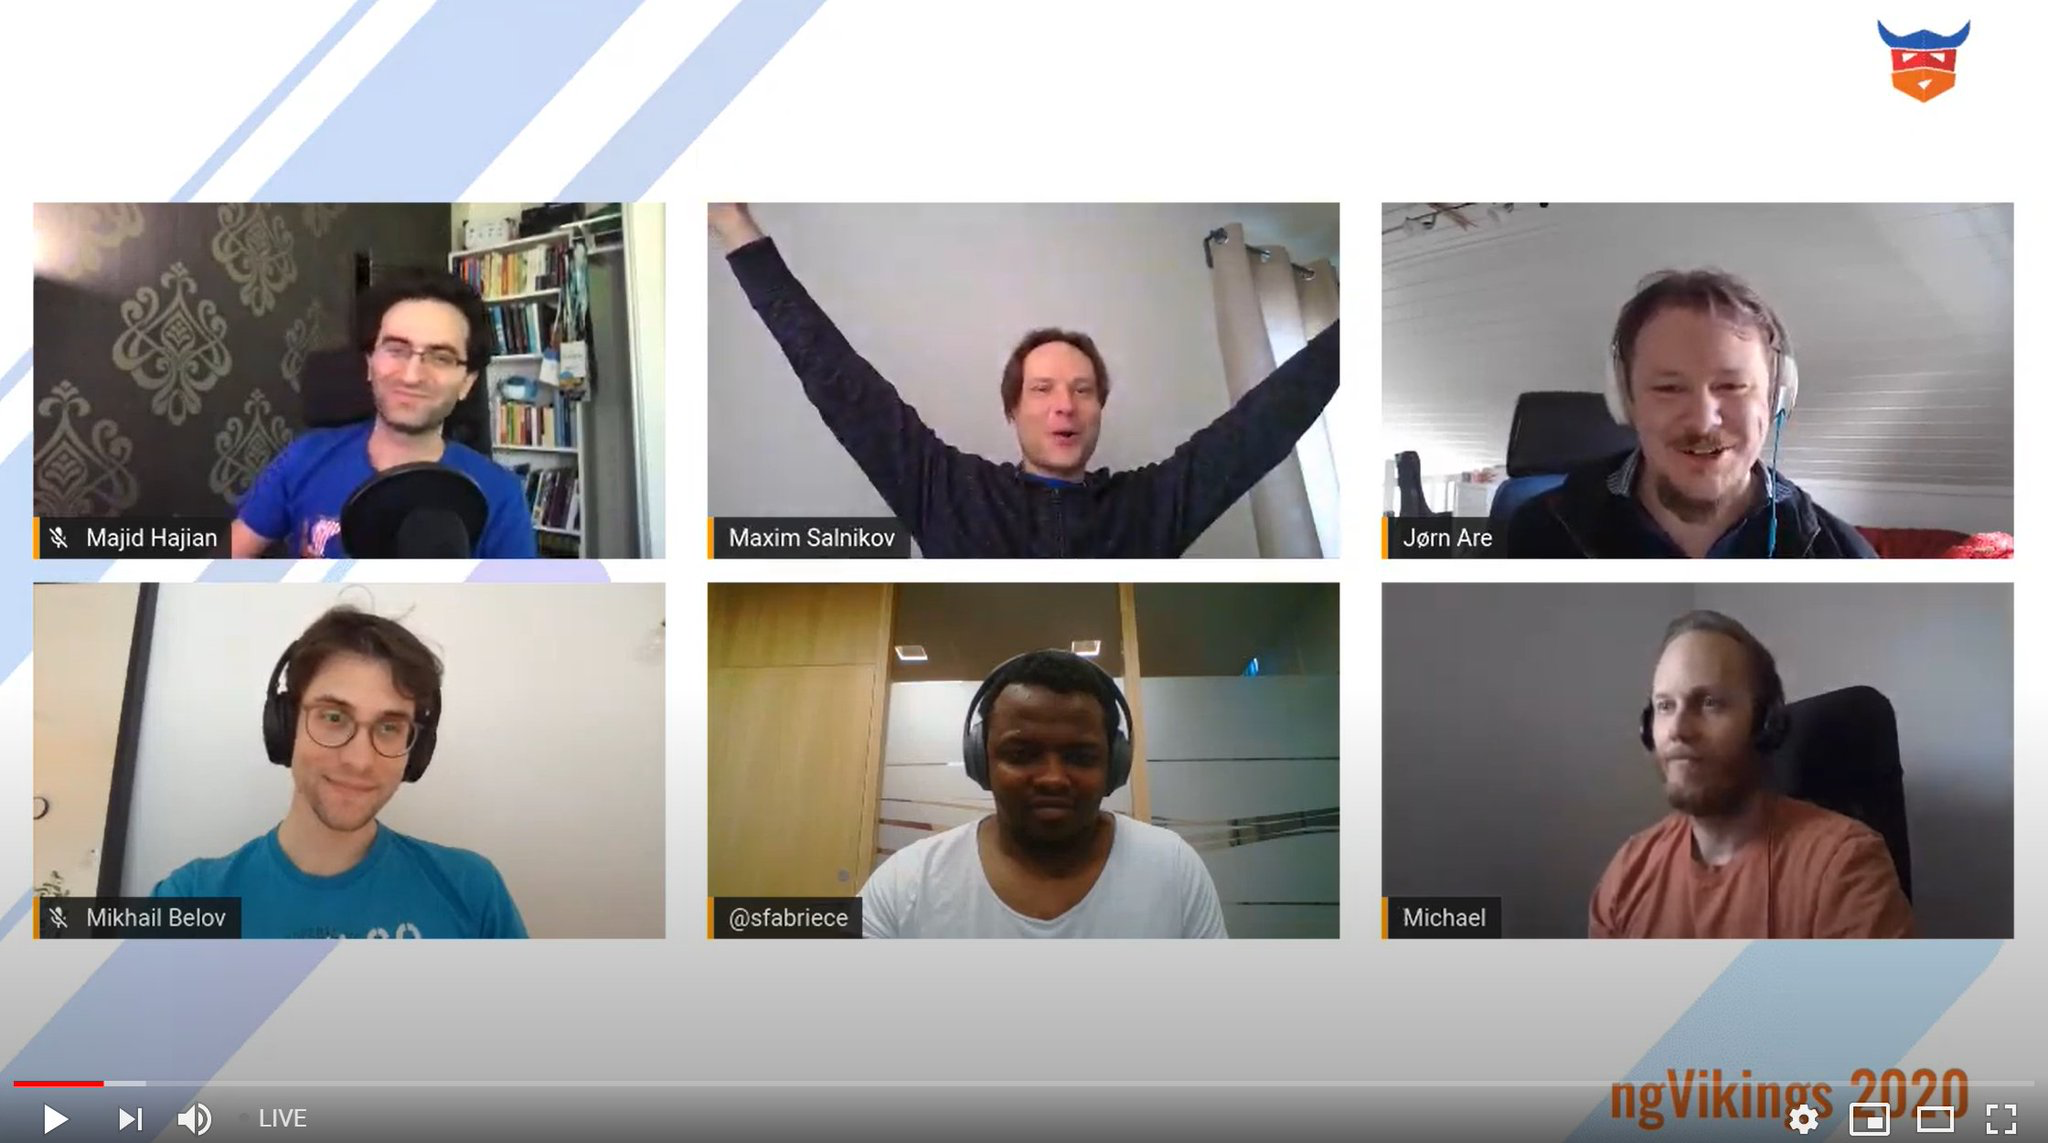 Majid Hajian
Maxim Salnikov
Jørn Are
Mikhail Belov
@sfabriece
Michael
ngVikings 2020
LIVE